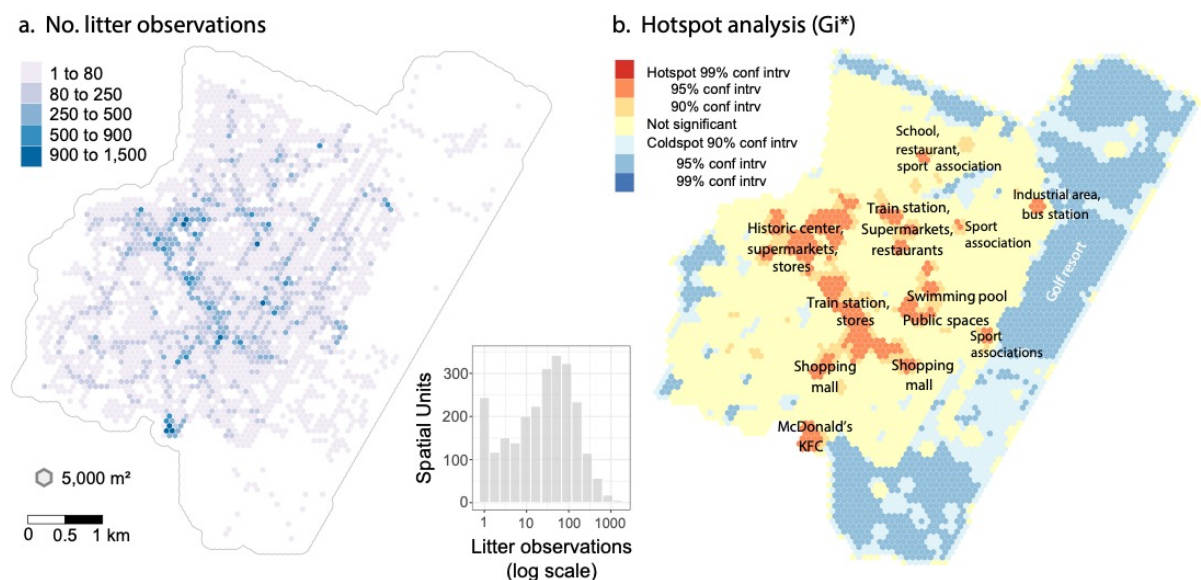 a. No. litter observations
1 to 80
80 to 250
250 to 500
500 to 900
900 to 1,500
5,000 m²
0 0.5 1 km
Spatial Units
300
200
100
0
1 10 100 1000
Litter observations
(log scale)
b. Hotspot analysis (Gi*)
Hotspot 99% conf intrv
95% conf intrv
90% conf intrv
Not significant
Coldspot 90% conf intrv
95% conf intrv
99% conf intrv
School,
restaurant,
sport association
Industrial area,
bus station
Train station,
Supermarkets,
restaurants
Sport
association
Historic center,
supermarkets,
stores
Golf resort
Train station,
stores
Swimming pool
Public spaces
Sport
associations
Shopping
mall
Shopping
mall
McDonald's
KFC